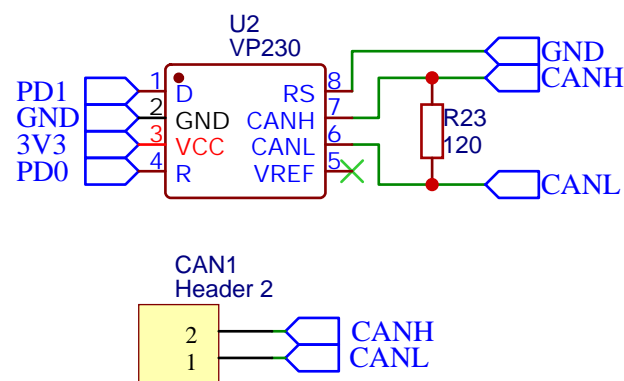 U2
VP230
PD1 1 D RS 8 GND
GND 2 GND CANH 7 CANH
3V3 3 VCC CANL 6 R23
PD0 4 R VREF 5 120
CANL
CAN1
Header 2
2 CANH
1 CANL